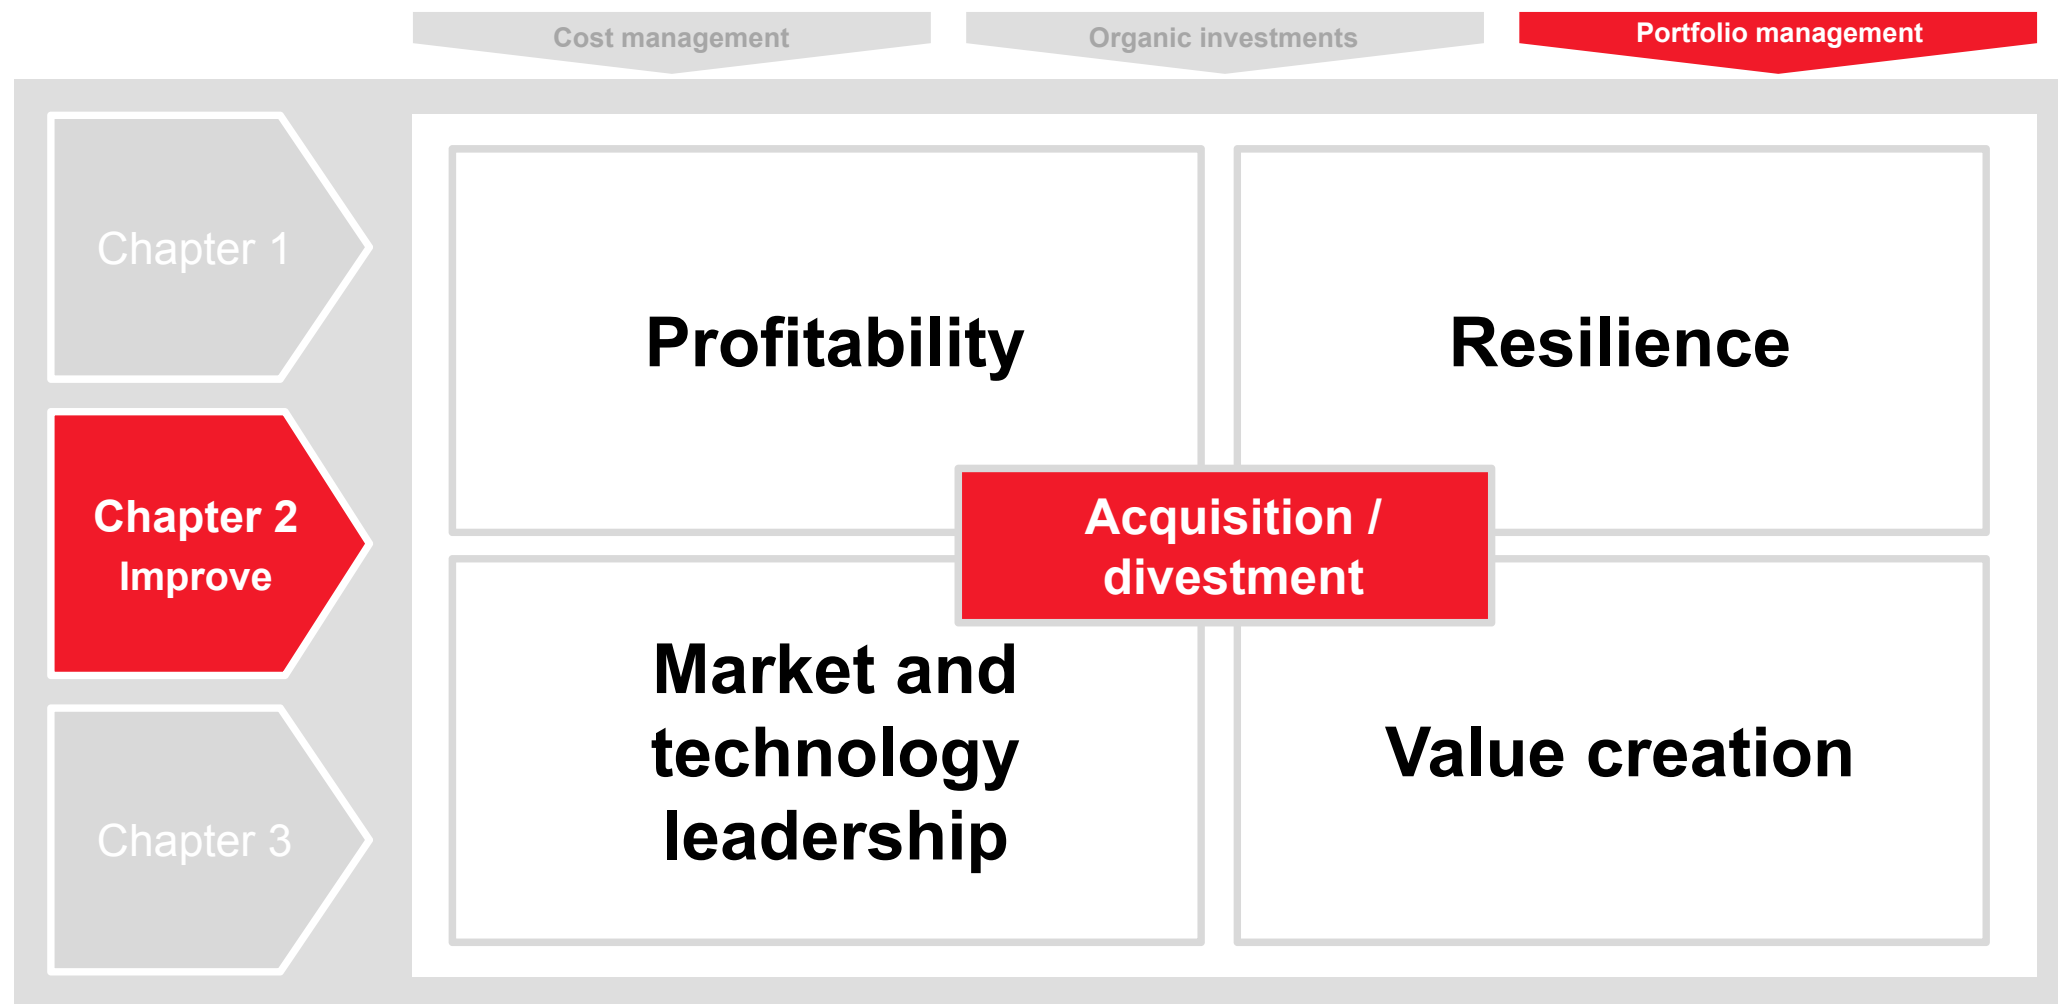 Cost management
Organic investments
Portfolio management
Chapter 1
Chapter 2
Improve
Chapter 3
Profitability
Resilience
Acquisition /
divestment
Market and
technology
leadership
Value creation